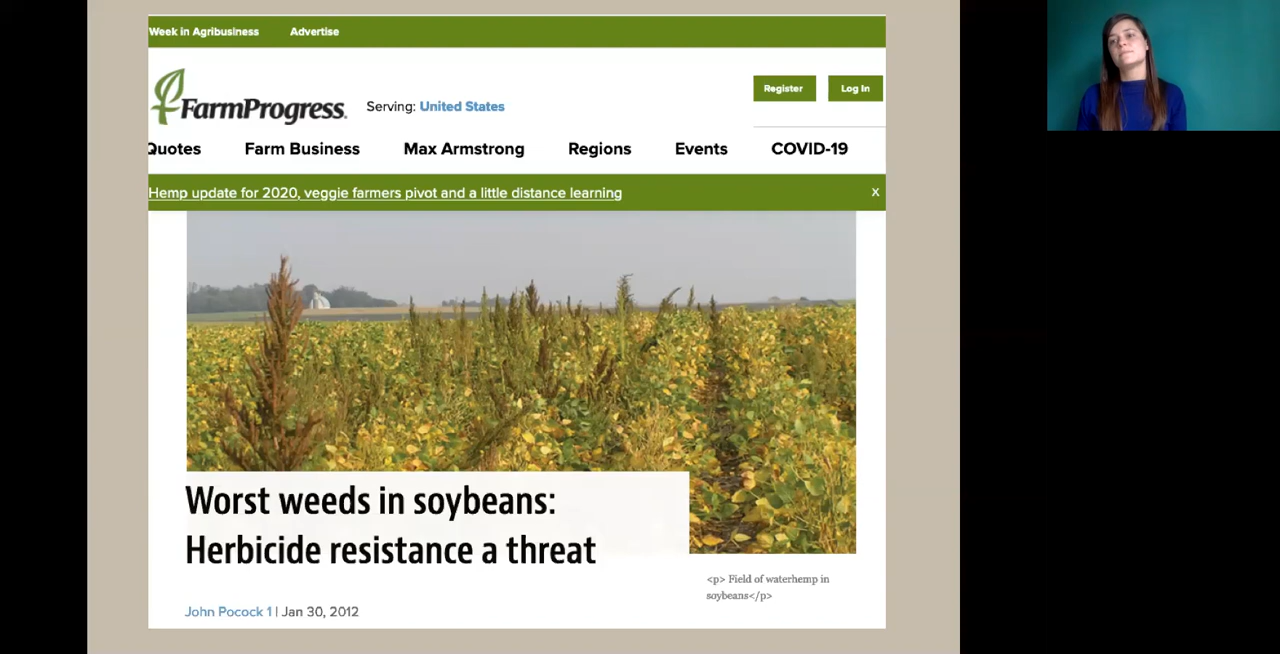 Week in Agribusiness Advertise
FarmProgress. Serving: United States
Register Log In
Quotes Farm Business Max Armstrong Regions Events COVID-19
Hemp update for 2020, veggie farmers pivot and a little distance learning x
Worst weeds in soybeans:
Herbicide resistance a threat
<p> Field of waterhemp in
soybeans</p>
John Pocock 1 | Jan 30, 2012